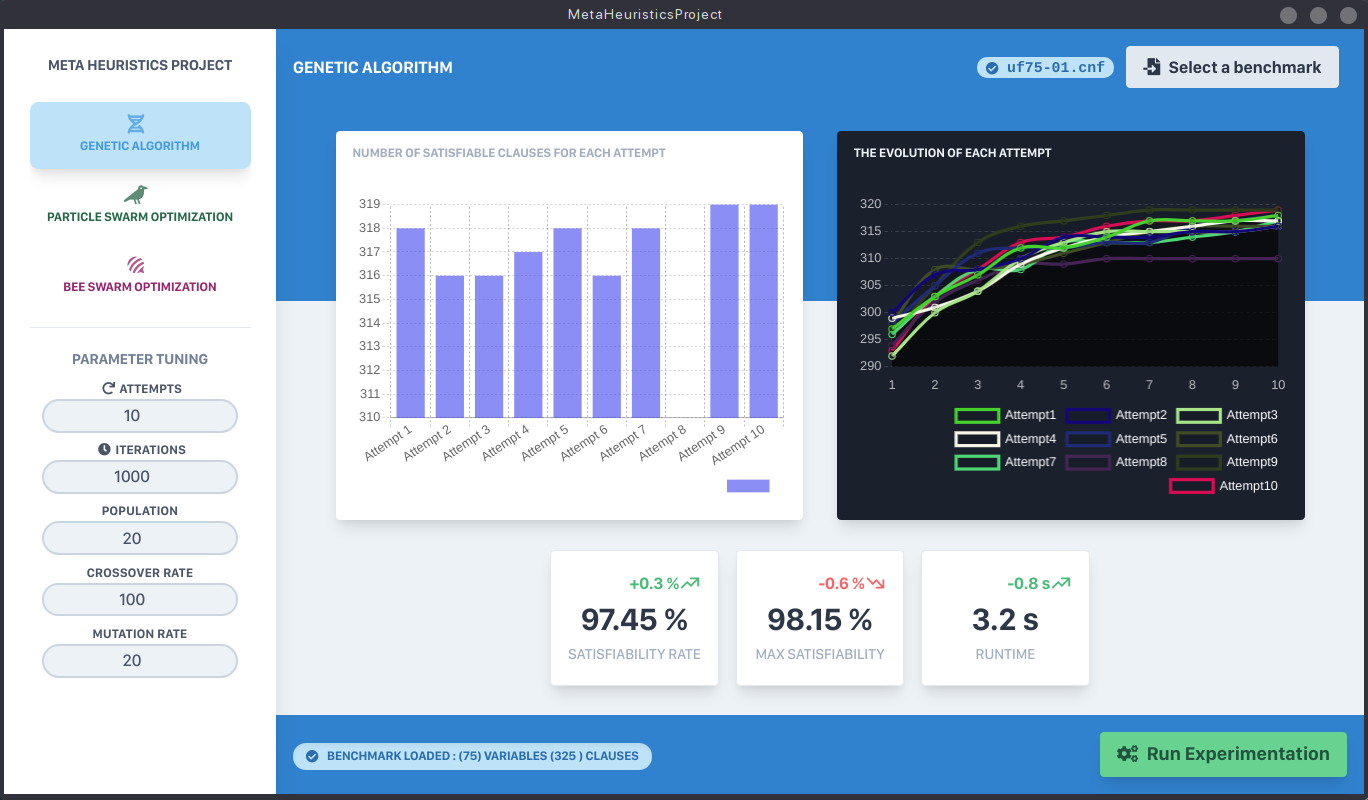 MetaHeuristicsProject
META HEURISTICS PROJECT
GENETIC ALGORITHM
PARTICLE SWARM OPTIMIZATION
BEE SWARM OPTIMIZATION
PARAMETER TUNING
ATTEMPTS
10
ITERATIONS
1000
POPULATION
20
CROSSOVER RATE
100
MUTATION RATE
20
GENETIC ALGORITHM
uf75-01.cnf
Select a benchmark
NUMBER OF SATISFIABLE CLAUSES FOR EACH ATTEMPT
319
318
317
316
315
314
313
312
311
310
Attempt 1 Attempt 2 Attempt 3 Attempt 4 Attempt 5 Attempt 6 Attempt 7 Attempt 8 Attempt 9 Attempt 10
THE EVOLUTION OF EACH ATTEMPT
320
315
310
305
300
295
290
1 2 3 4 5 6 7 8 9 10
Attempt1 Attempt2 Attempt3
Attempt4 Attempt5 Attempt6
Attempt7 Attempt8 Attempt9
Attempt10
+0.3 %
97.45 %
SATISFIABILITY RATE
-0.6 %
98.15 %
MAX SATISFIABILITY
-0.8 s
3.2 s
RUNTIME
BENCHMARK LOADED : (75) VARIABLES (325 ) CLAUSES
Run Experimentation